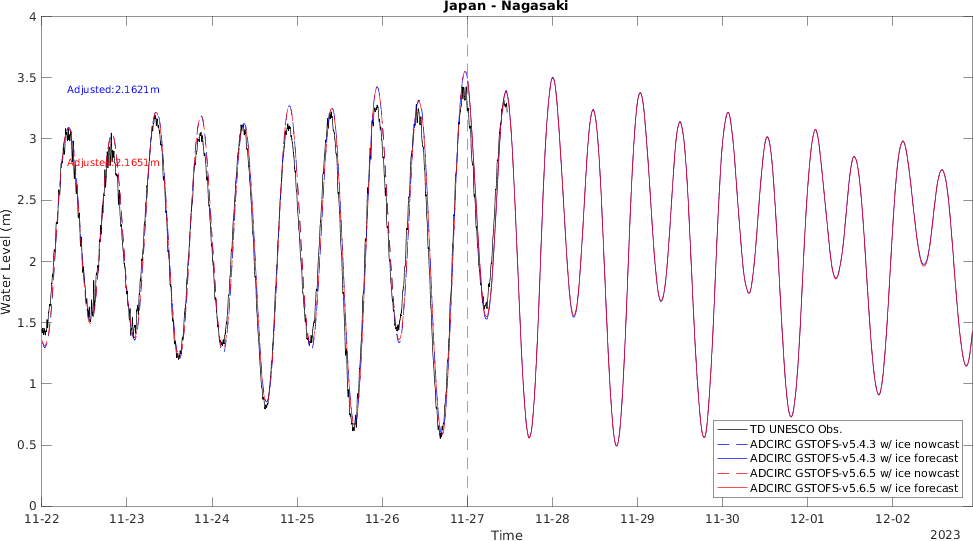 Japan - Nagasaki
Water Level (m)
4
3.5
3
2.5
2
1.5
1
0.5
0
Adjusted:2.1621m
Adjusted:2.1651m
TD UNESCO Obs.
ADCIRC GSTOFS-v5.4.3 w/ ice nowcast
ADCIRC GSTOFS-v5.4.3 w/ ice forecast
ADCIRC GSTOFS-v5.6.5 w/ ice nowcast
ADCIRC GSTOFS-v5.6.5 w/ ice forecast
11-22 11-23 11-24 11-25 11-26 11-27 11-28 11-29 11-30 12-01 12-02
Time
2023